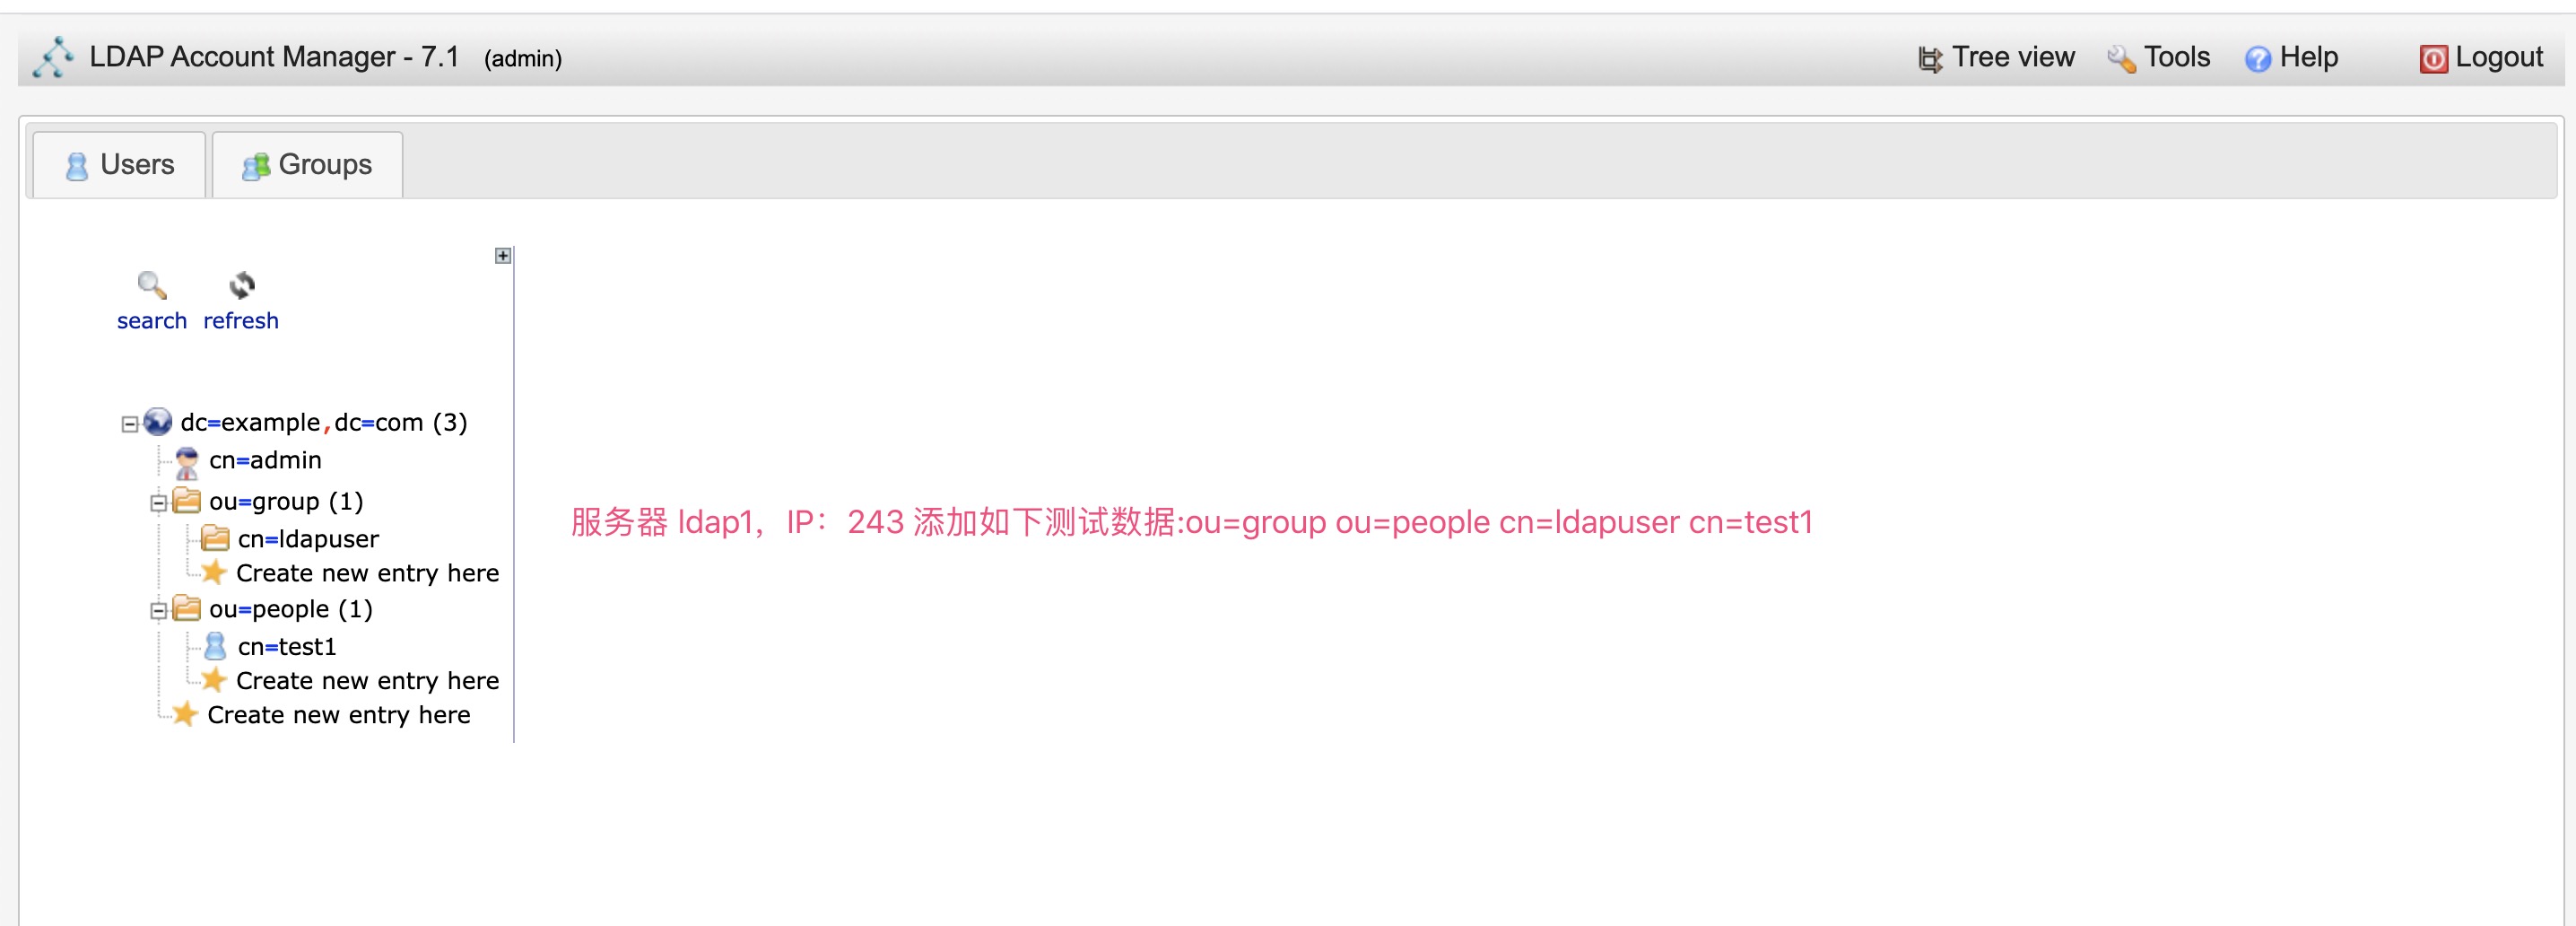 LDAP Account Manager - 7.1 (admin) Tree view Tools Help Logout
Users Groups
search refresh
dc=example,dc=com (3)
cn=admin
ou=group (1)
服务器 ldap1，IP：243 添加如下测试数据:ou=group ou=people cn=ldapuser cn=test1
cn=ldapuser
Create new entry here
ou=people (1)
cn=test1
Create new entry here
Create new entry here